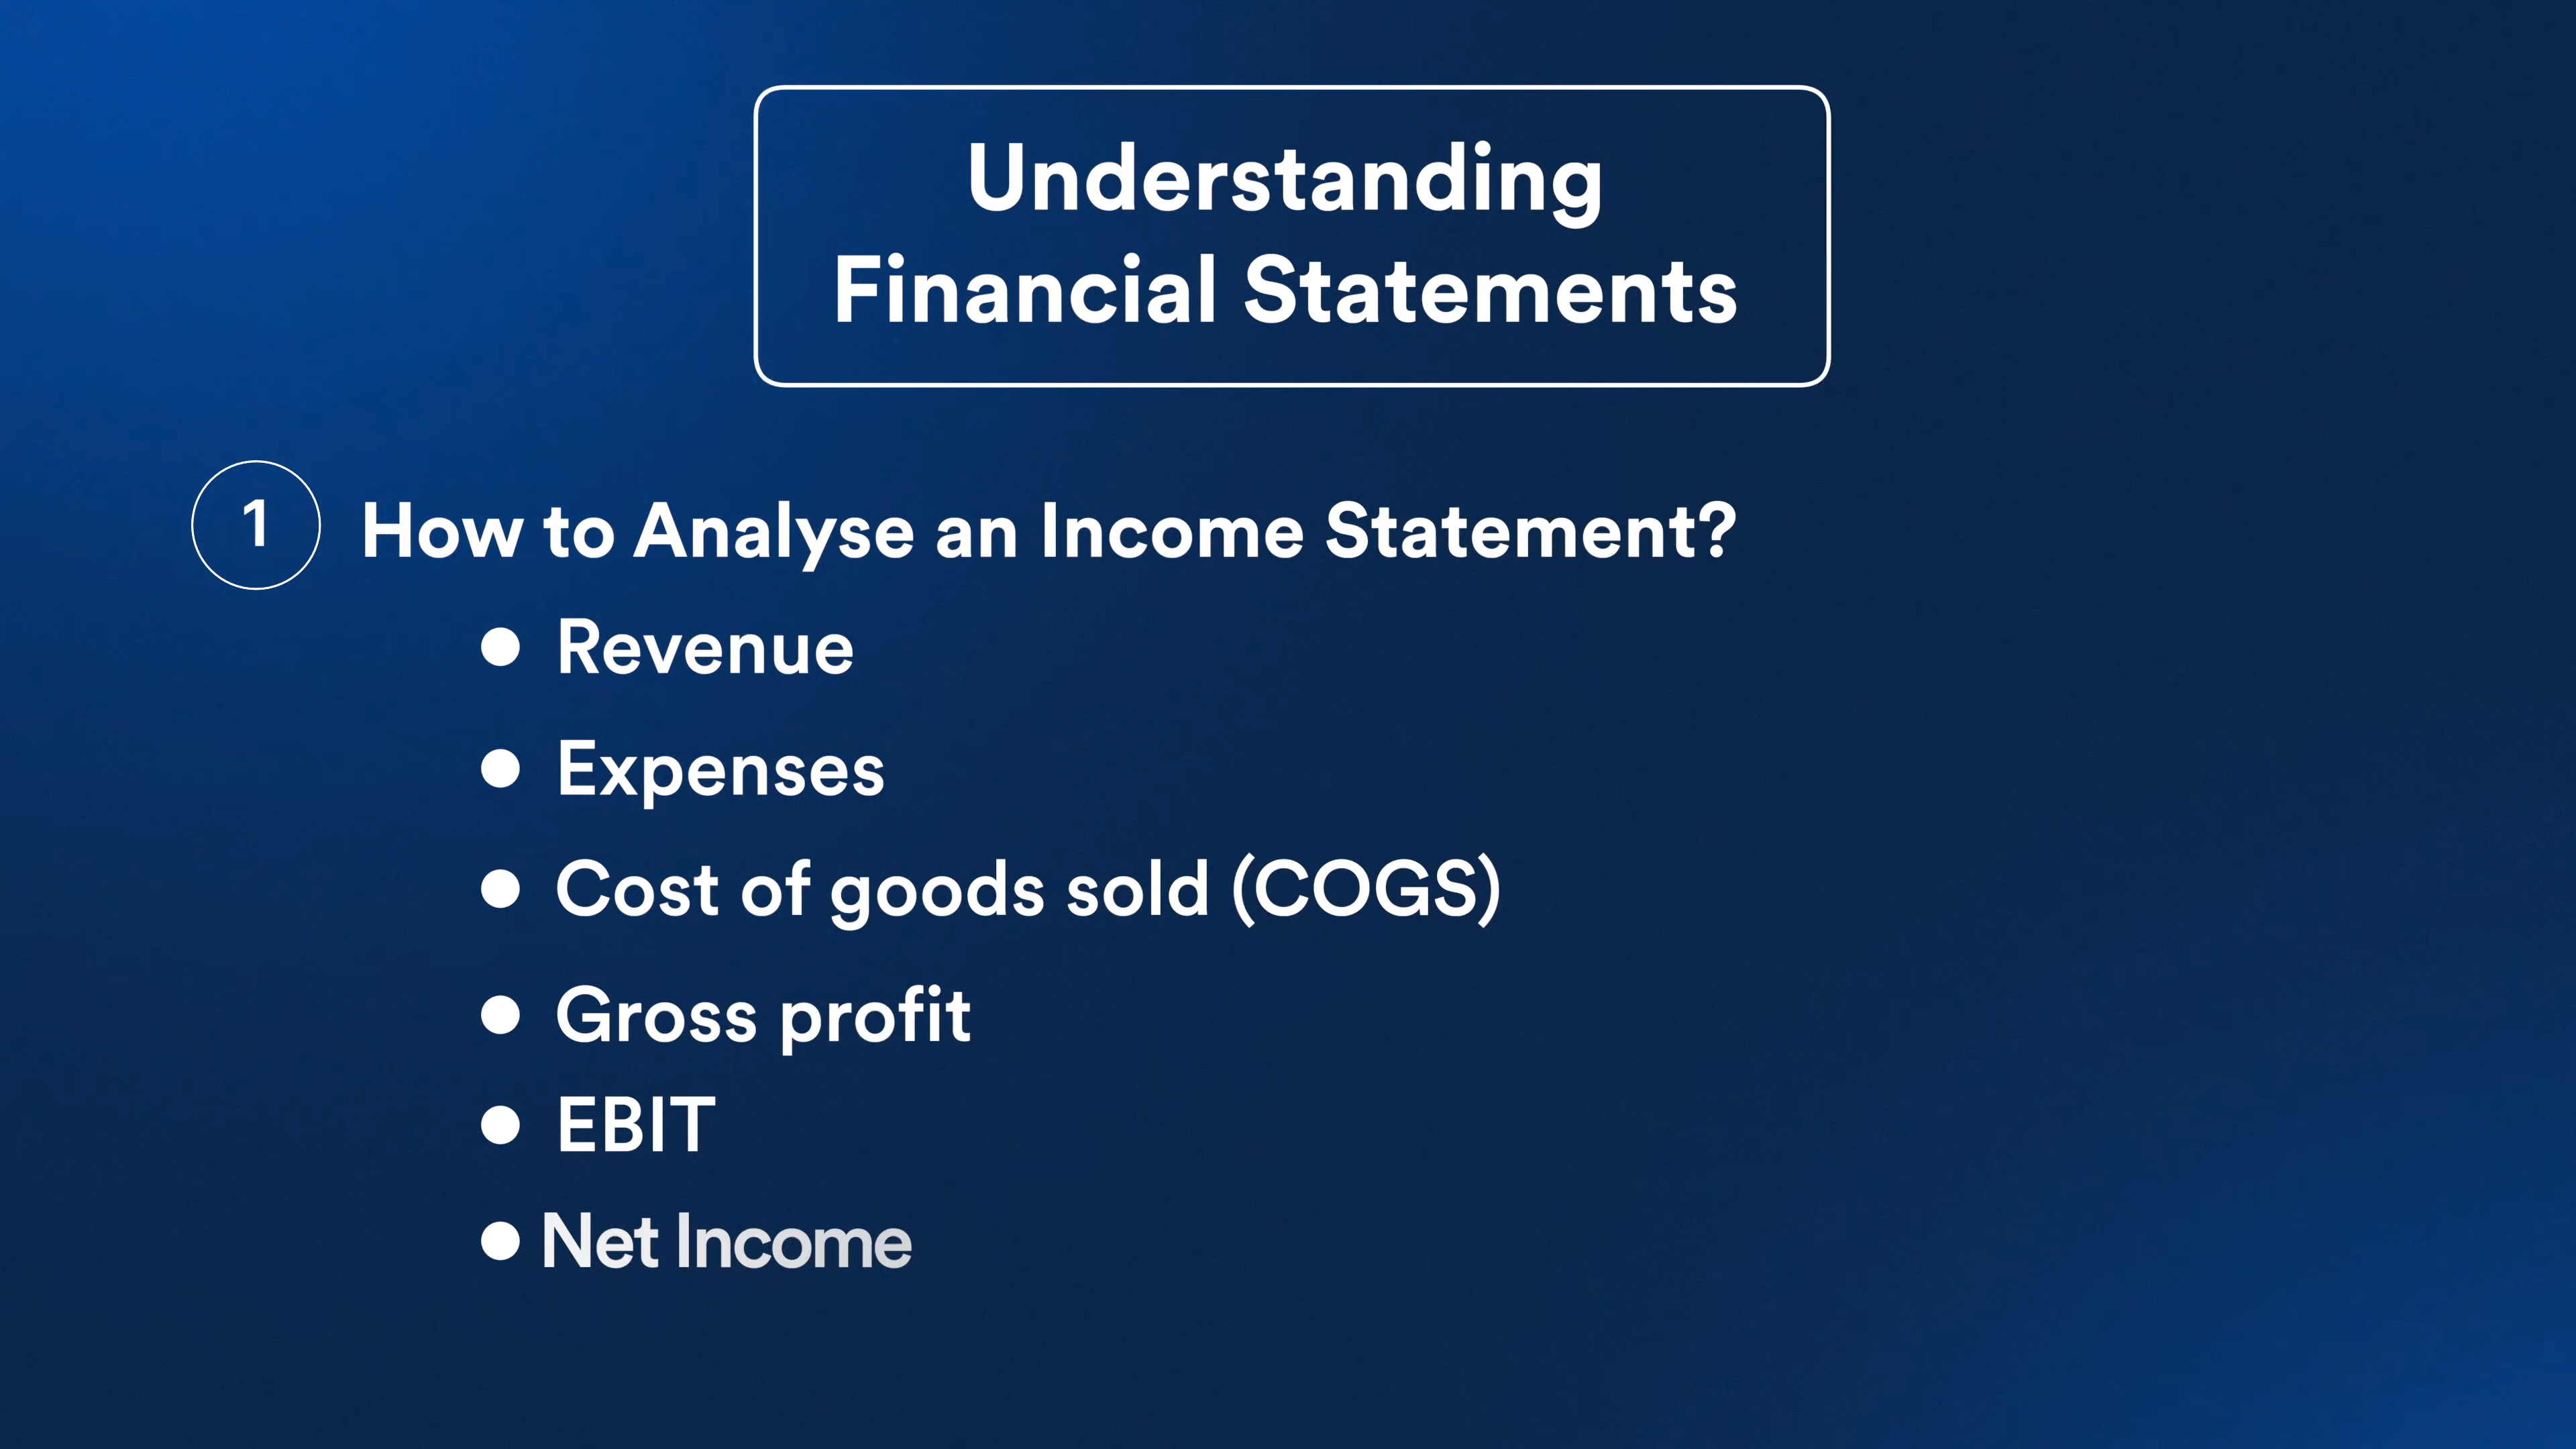 Understanding
Financial Statements
1 How to Analyse an Income Statement?
● Revenue
● Expenses
● Cost of goods sold (COGS)
● Gross profit
● EBIT
● Net Income